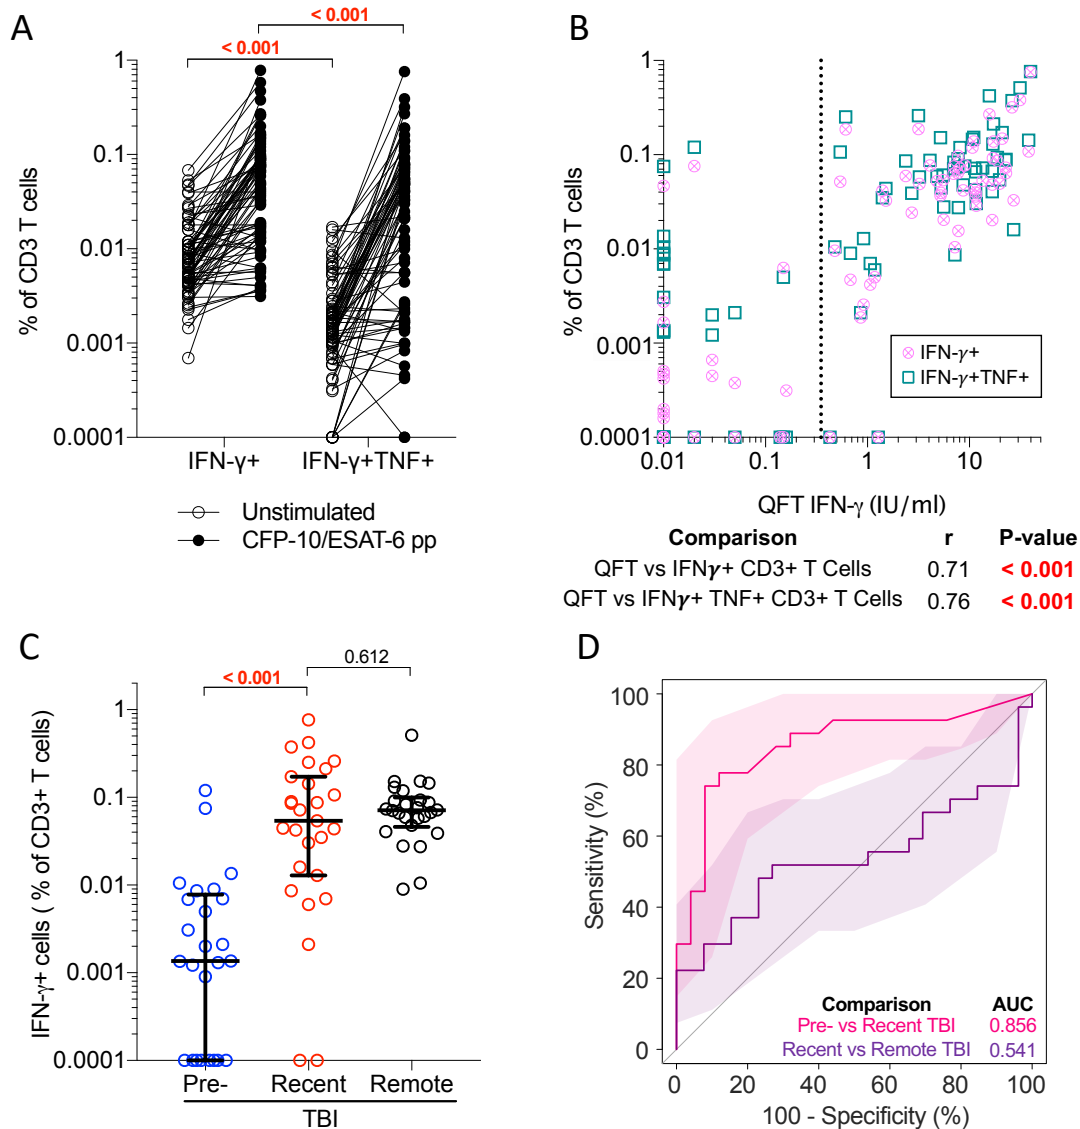 A
< 0.001
< 0.001
1
0.1
0.01
0.001
0.0001
% of CD3 T cells
IFN-γ+
IFN-γ+TNF+
Unstimulated
CFP-10/ESAT-6 pp
B
1
0.1
0.01
0.001
0.0001
% of CD3 T cells
IFN-γ+
IFN-γ+TNF+
0.01
0.1
1
10
QFT IFN-γ (IU/ml)
Comparison r P-value
QFT vs IFNγ+ CD3+ T Cells 0.71 < 0.001
QFT vs IFNγ+ TNF+ CD3+ T Cells 0.76 < 0.001
C
< 0.001
0.612
1
0.1
0.01
0.001
0.0001
IFN-γ+ cells ( % of CD3+ T cells)
Pre- Recent Remote
TBI
D
100
80
60
40
20
0
Sensitivity (%)
Comparison AUC
Pre- vs Recent TBI 0.856
Recent vs Remote TBI 0.541
0 20 40 60 80 100
100 - Specificity (%)